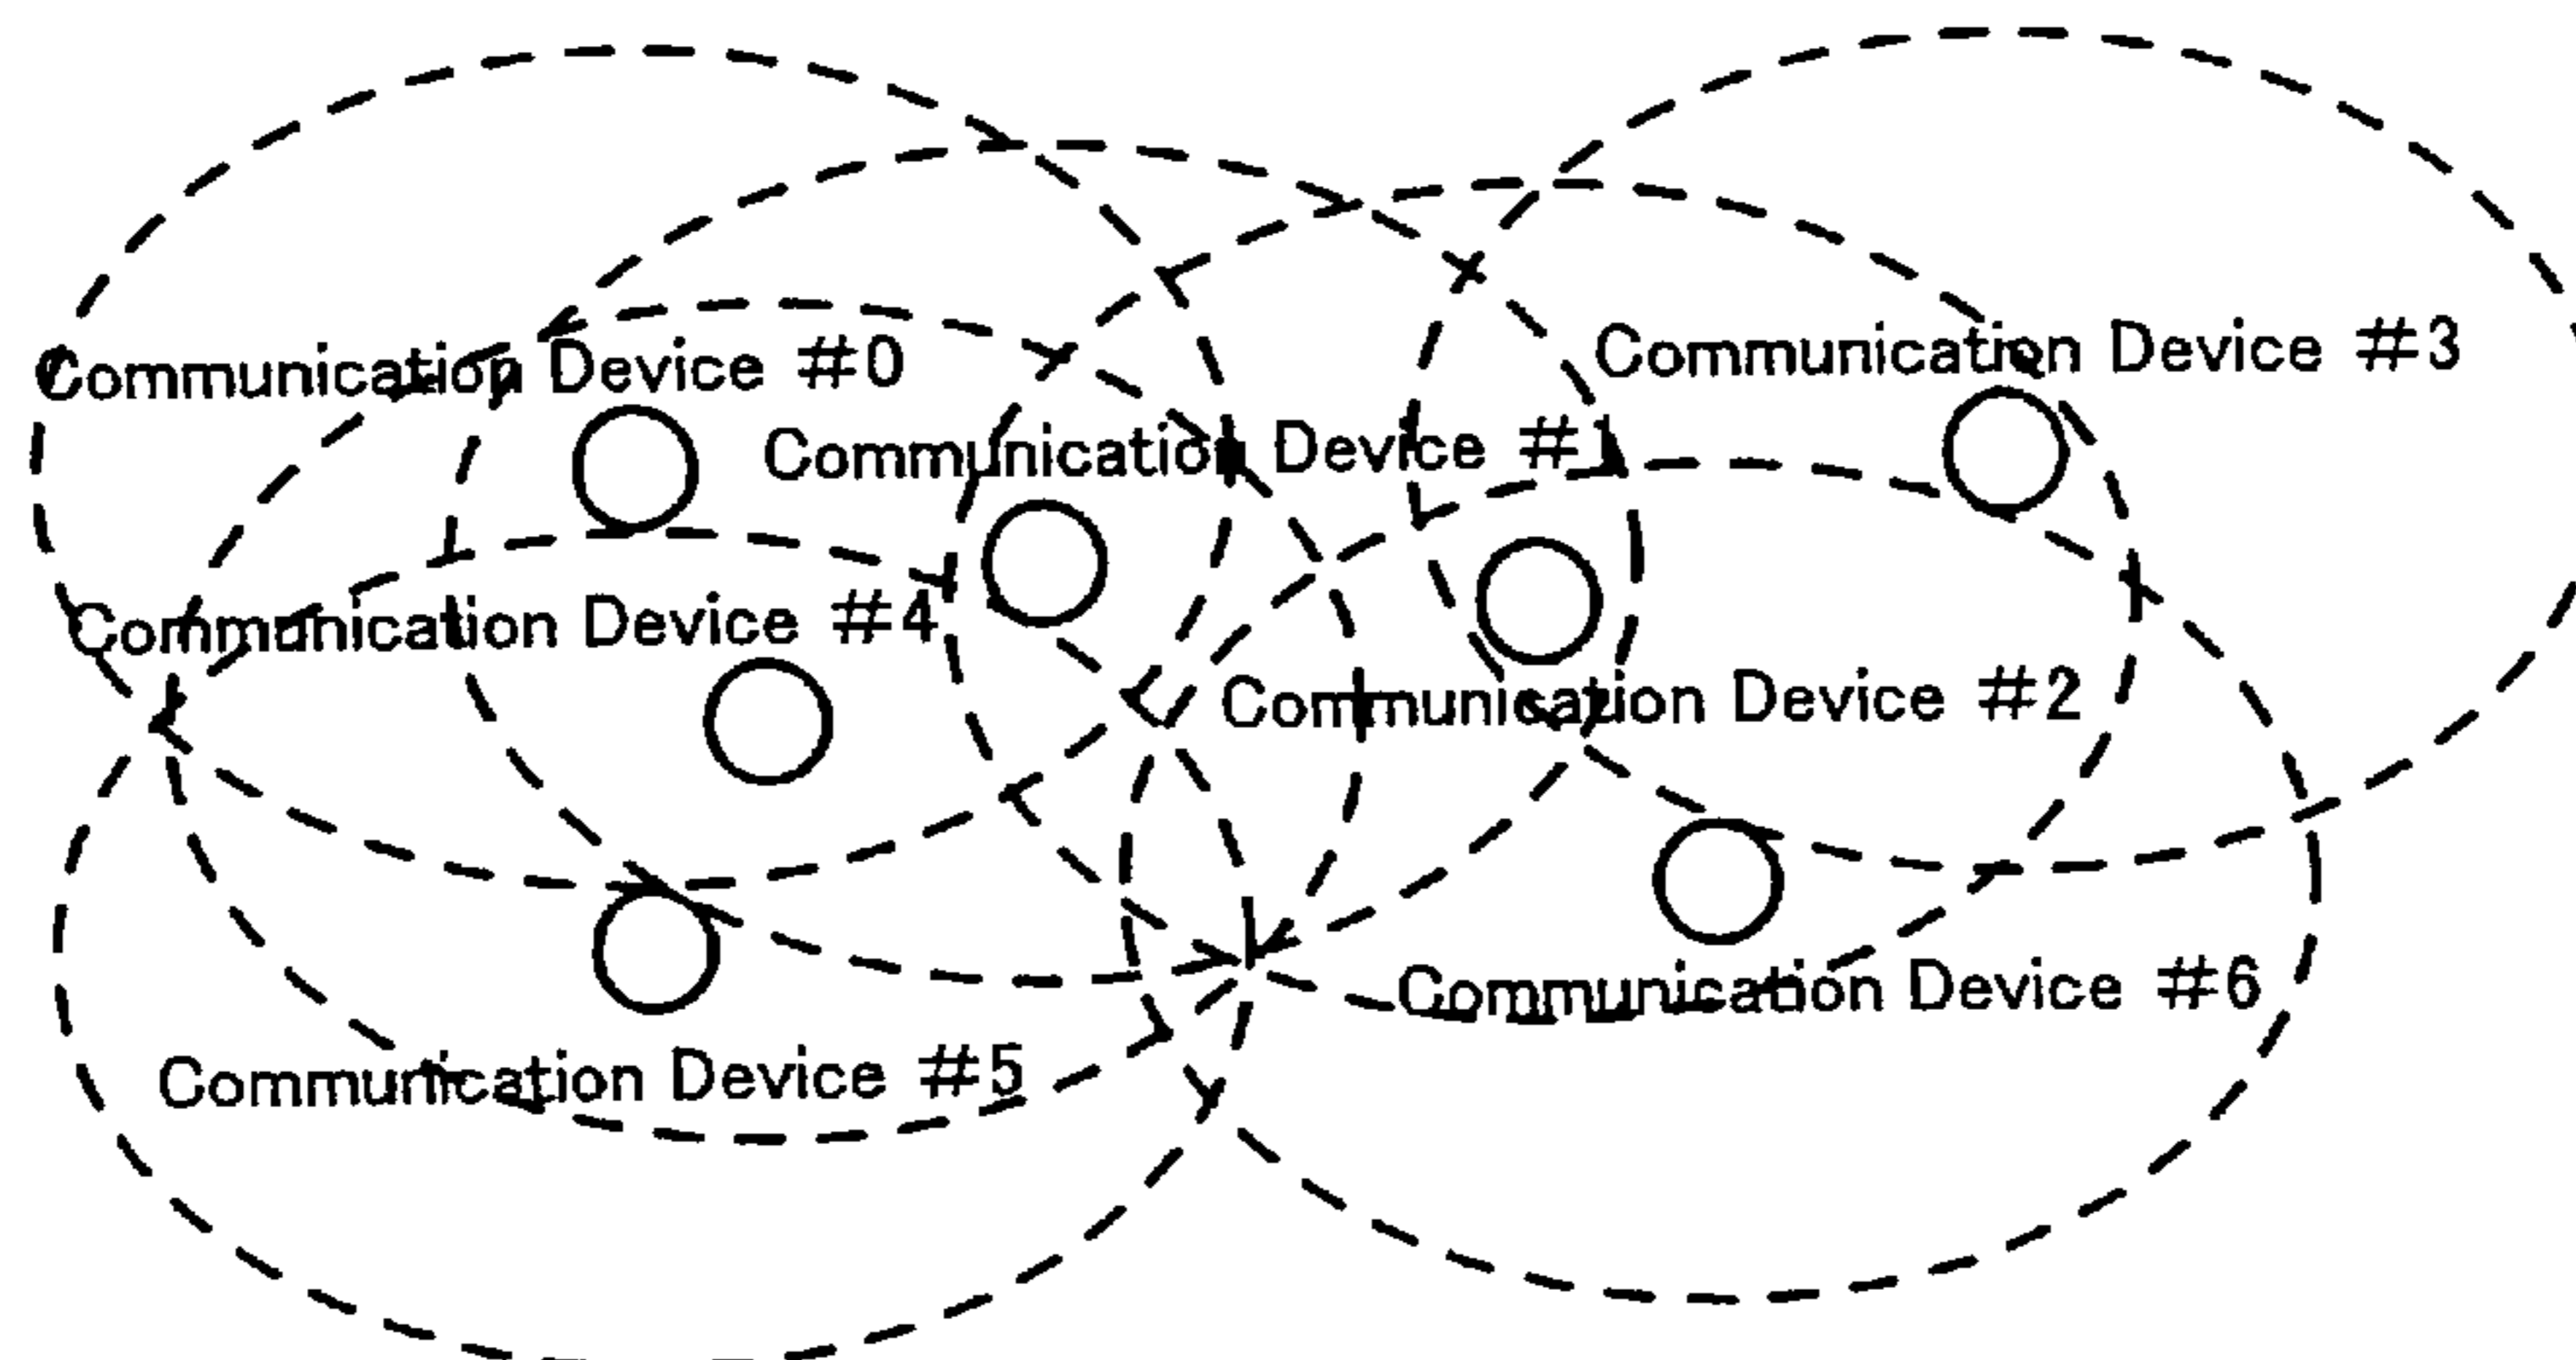 Communication Device #0
Communication Device #3
Communication Device #1
Communication Device #4
Communication Device #2
Communication Device #6
Communication Device #5